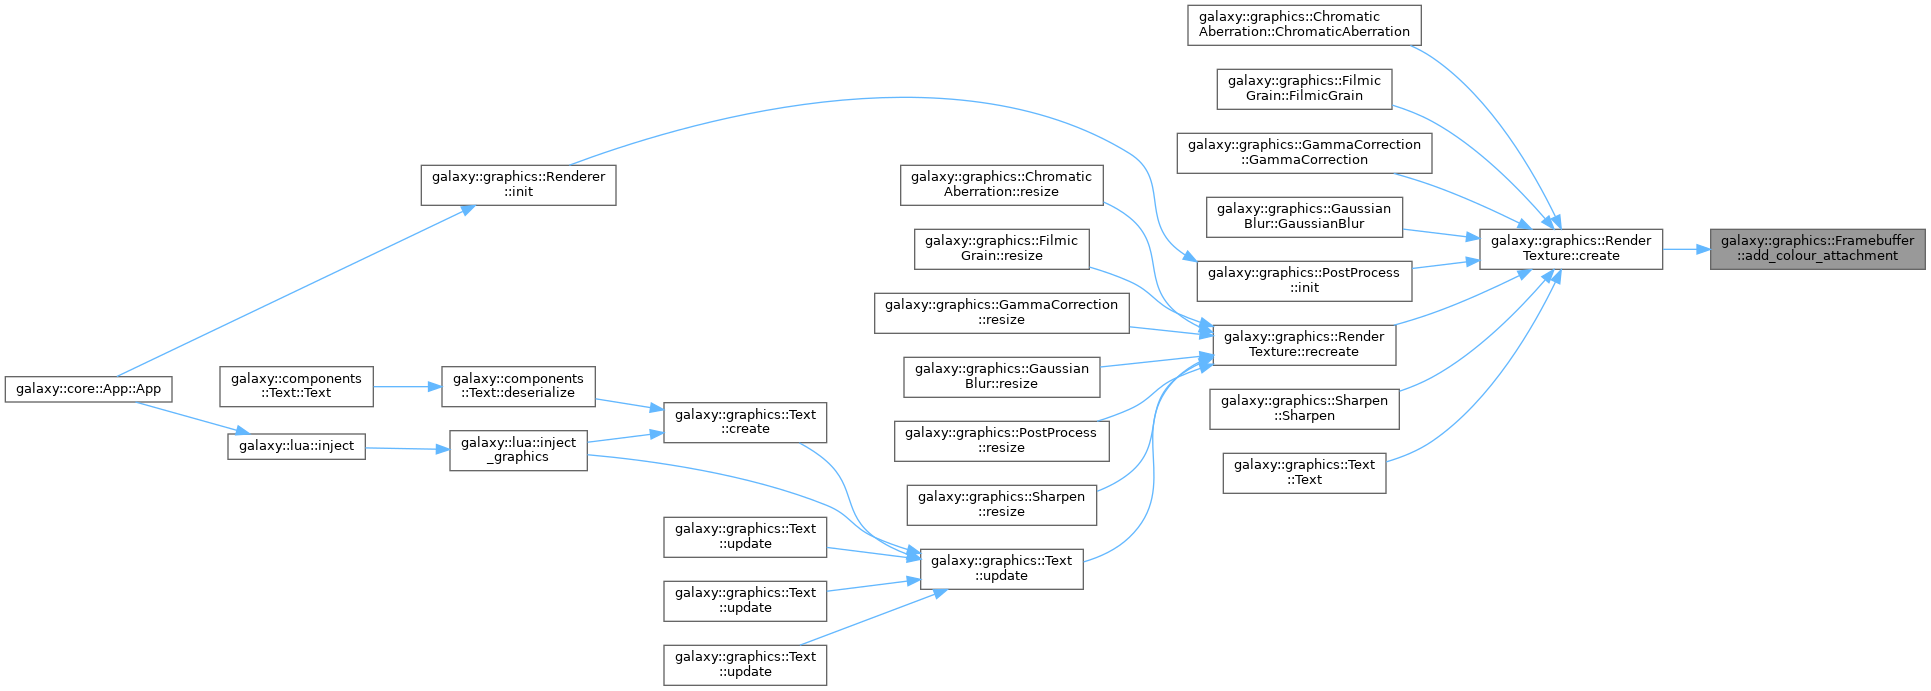 galaxy::core::App::App
galaxy::graphics::Renderer
::init
galaxy::components
::Text::Text
galaxy::lua::inject
galaxy::components
::Text::deserialize
galaxy::lua::inject
_graphics
galaxy::graphics::Text
::create
galaxy::graphics::Text
::update
galaxy::graphics::Text
::update
galaxy::graphics::Text
::update
galaxy::graphics::Chromatic
Aberration::resize
galaxy::graphics::Filmic
Grain::resize
galaxy::graphics::GammaCorrection
::resize
galaxy::graphics::Gaussian
Blur::resize
galaxy::graphics::PostProcess
::resize
galaxy::graphics::Sharpen
::resize
galaxy::graphics::Text
::update
galaxy::graphics::Chromatic
Aberration::ChromaticAberration
galaxy::graphics::Filmic
Grain::FilmicGrain
galaxy::graphics::GammaCorrection
::GammaCorrection
galaxy::graphics::Gaussian
Blur::GaussianBlur
galaxy::graphics::PostProcess
::init
galaxy::graphics::Render
Texture::recreate
galaxy::graphics::Sharpen
::Sharpen
galaxy::graphics::Text
::Text
galaxy::graphics::Render
Texture::create
galaxy::graphics::Framebuffer
::add_colour_attachment